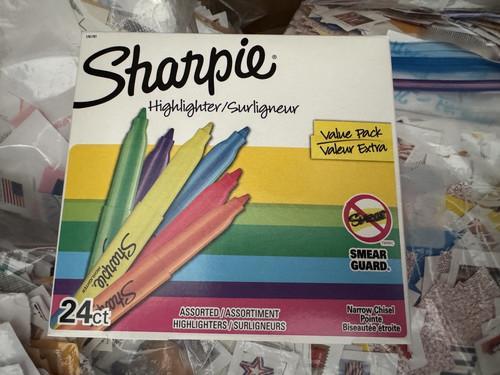 Sharpie®
Highlighter/Surligneur
Value Pack
Valeur Extra
Smear
SMEAR
GUARD
Sharpie
Sharpie
24ct
ASSORTED / ASSORTIMENT
HIGHLIGHTERS / SURLIGNEURS
Narrow Chisel
Pointe
Biseautée étroite